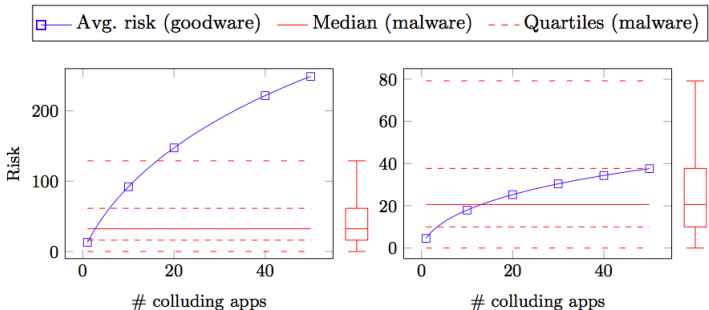 Avg. risk (goodware) Median (malware) Quartiles (malware)
Risk
200
100
0
0 20 40
# colluding apps
80
60
40
20
0
0 20 40
# colluding apps